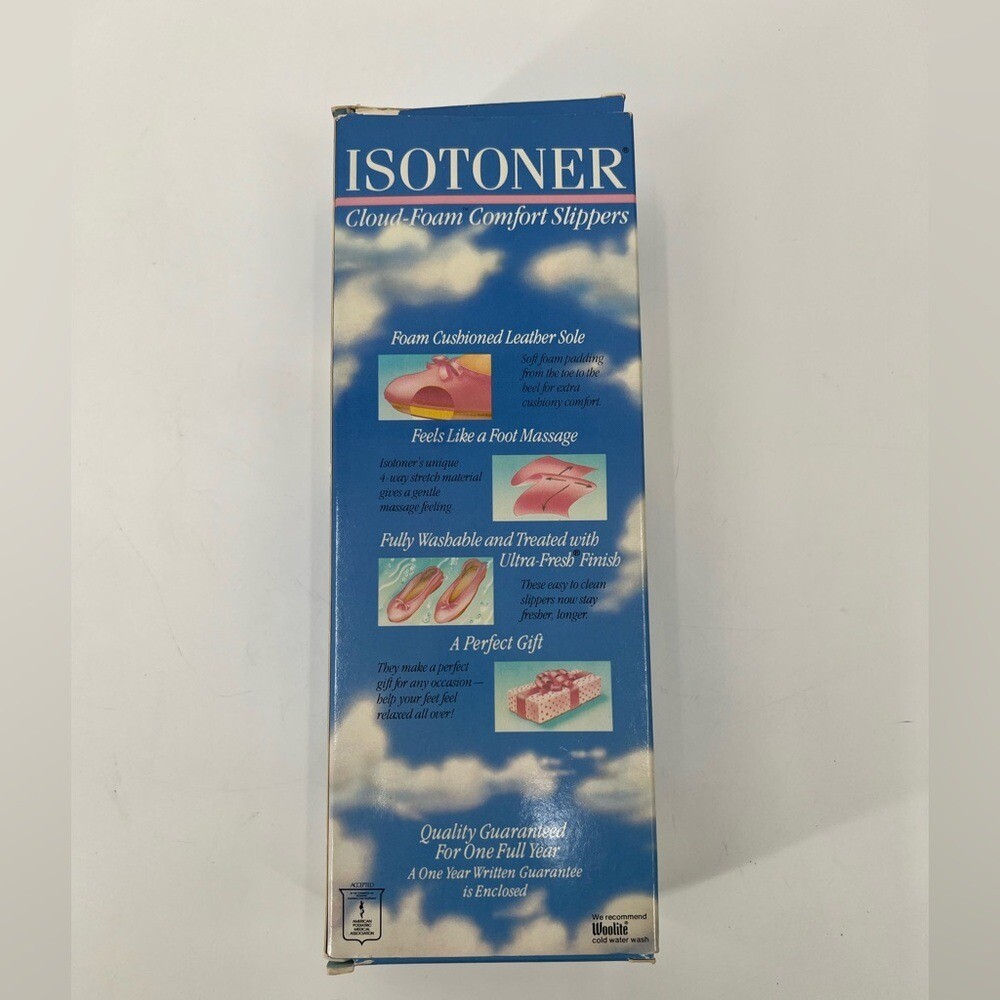 ISOTONER®
Cloud-Foam™ Comfort Slippers
Foam Cushioned Leather Sole
Soft foam padding
from the toe to the
heel for extra
cushiony comfort.
Feels Like a Foot Massage
Isotoner's unique
4-way stretch material
gives a gentle
massage feeling.
Fully Washable and Treated with
Ultra-Fresh® Finish
These easy to clean
slippers now stay
fresher, longer.
A Perfect Gift
They make a perfect
gift for any occasion —
help your feet feel
relaxed all over!
Quality Guaranteed
For One Full Year
A One Year Written Guarantee
is Enclosed
ACCEPTED
AMERICAN
PODIATRIC
MEDICAL
ASSOCIATION
We recommend
Woolite®
cold water wash